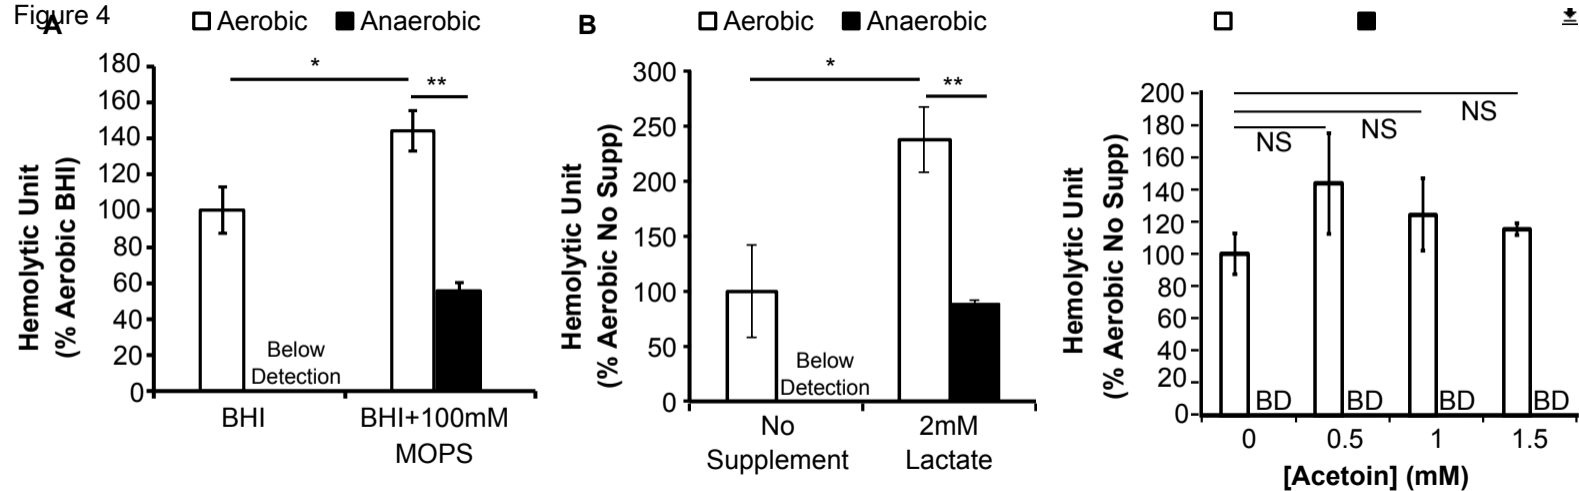 Figure 4
A
Aerobic Anaerobic
*
**
180
160
140
120
100
80
60
40
20
0
Hemolytic Unit
(% Aerobic BHI)
Below
Detection
BHI
BHI+100mM
MOPS
B
Aerobic Anaerobic
*
**
300
250
200
150
100
50
0
Hemolytic Unit
(% Aerobic No Supp)
Below
Detection
No
Supplement
2mM
Lactate
200
180
160
140
120
100
80
60
40
20
0
Hemolytic Unit
(% Aerobic No Supp)
NS
NS
NS
BD BD BD BD
0 0.5 1 1.5
[Acetoin] (mM)